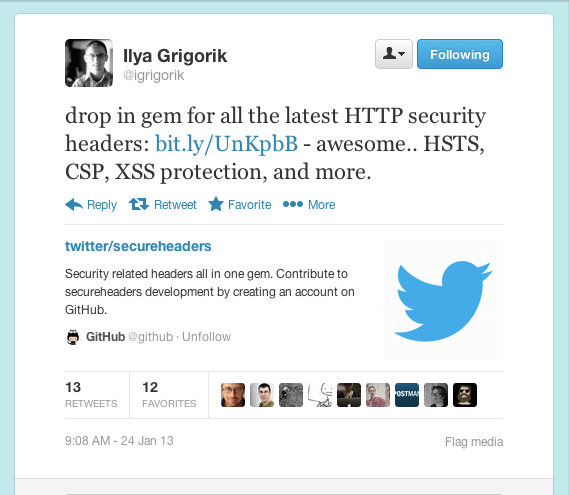 Ilya Grigorik
@igrigorik
Following
drop in gem for all the latest HTTP security
headers: bit.ly/UnKpbB - awesome.. HSTS,
CSP, XSS protection, and more.
Reply Retweet Favorite More
twitter/secureheaders
Security related headers all in one gem. Contribute to
secureheaders development by creating an account on
GitHub.
GitHub @github · Unfollow
13
RETWEETS
12
FAVORITES
POSTMAN
9:08 AM - 24 Jan 13
Flag media